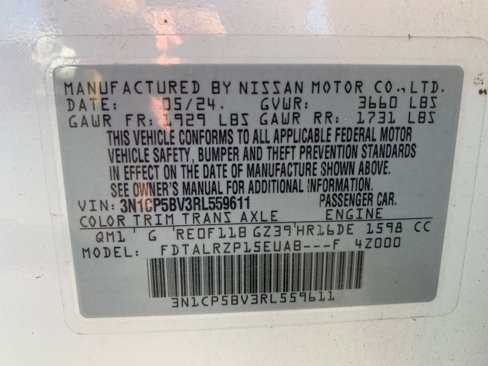 MANUFACTURED BY NISSAN MOTOR CO.,LTD.
DATE: 05/24. GVWR: 3660 LBS
GAWR FR: 1929 LBS GAWR RR: 1731 LBS
THIS VEHICLE CONFORMS TO ALL APPLICABLE FEDERAL MOTOR
VEHICLE SAFETY, BUMPER AND THEFT PREVENTION STANDARDS
IN EFFECT ON THE DATE OF MANUFACTURE SHOWN ABOVE.
SEE OWNER'S MANUAL FOR ADDITIONAL INFORMATION.
VIN: 3N1CP5BV3RL559611 PASSENGER CAR.
COLOR TRIM TRANS AXLE ENGINE
QM1' G 'RE0F11B GZ39'HR16DE 1598 CC
MODEL: FDTALRZP15EUAB---F 4Z000
3N1CP5BV3RL559611